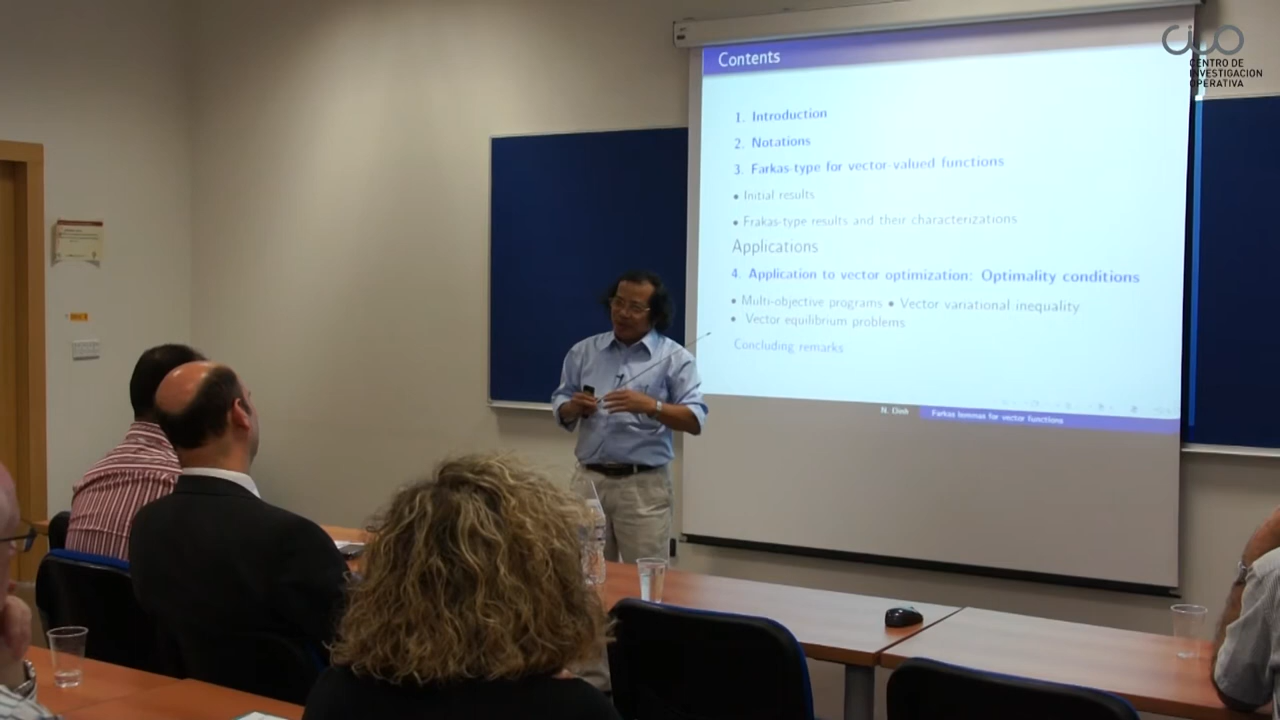 Contents
CIO
CENTRO DE
INVESTIGACION
OPERATIVA
1. Introduction
2. Notations
3. Farkas-type for vector-valued functions
• Initial results
• Frakas-type results and their characterizations
Applications
4. Application to vector optimization: Optimality conditions
• Multi-objective programs • Vector variational inequality
• Vector equilibrium problems
Concluding remarks
N. Dinh Farkas lemmas for vector functions